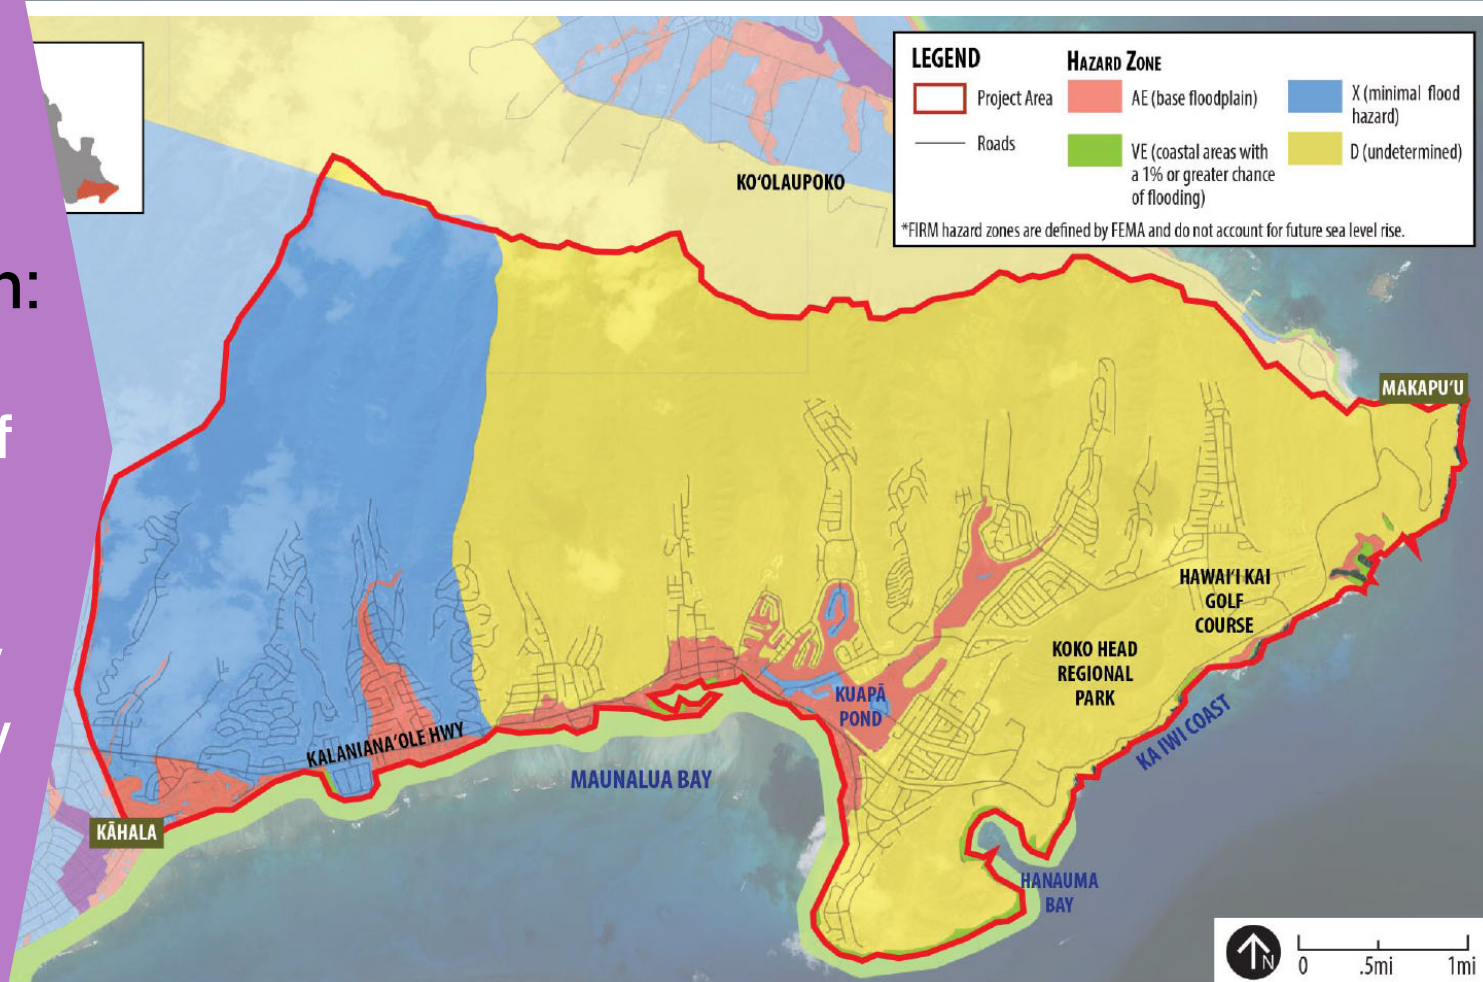 n:
f
y
LEGEND
Project Area
Roads
HAZARD ZONE
AE (base floodplain)
VE (coastal areas with
a 1% or greater chance
of flooding)
X (minimal flood
hazard)
D (undetermined)
*FIRM hazard zones are defined by FEMA and do not account for future sea level rise.
KO‘OLAUPOKO
MAKAPU‘U
HAWAI‘I KAI
GOLF
COURSE
KOKO HEAD
REGIONAL
PARK
KUAPĀ
POND
KA IWI COAST
KALANIANA‘OLE HWY
MAUNALUA BAY
KĀHALA
HANAUMA
BAY
N
0 .5mi 1mi